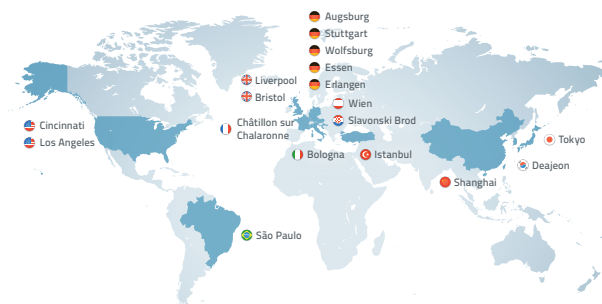 Augsburg
Stuttgart
Wolfsburg
Essen
Erlangen
Liverpool
Bristol
Wien
Slavonski Brod
Châtillon sur
Chalaronne
Bologna
Istanbul
Cincinnati
Los Angeles
Tokyo
Deajeon
Shanghai
São Paulo